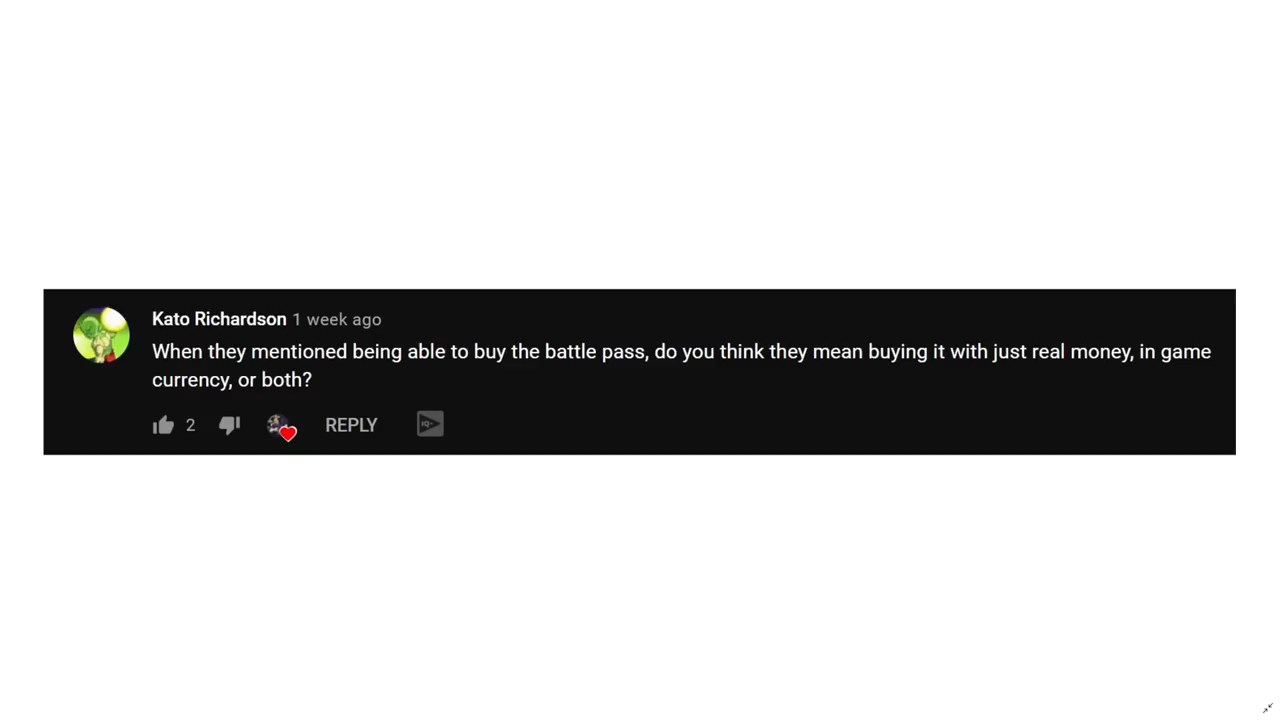 Kato Richardson 1 week ago
When they mentioned being able to buy the battle pass, do you think they mean buying it with just real money, in game
currency, or both?
2 REPLY